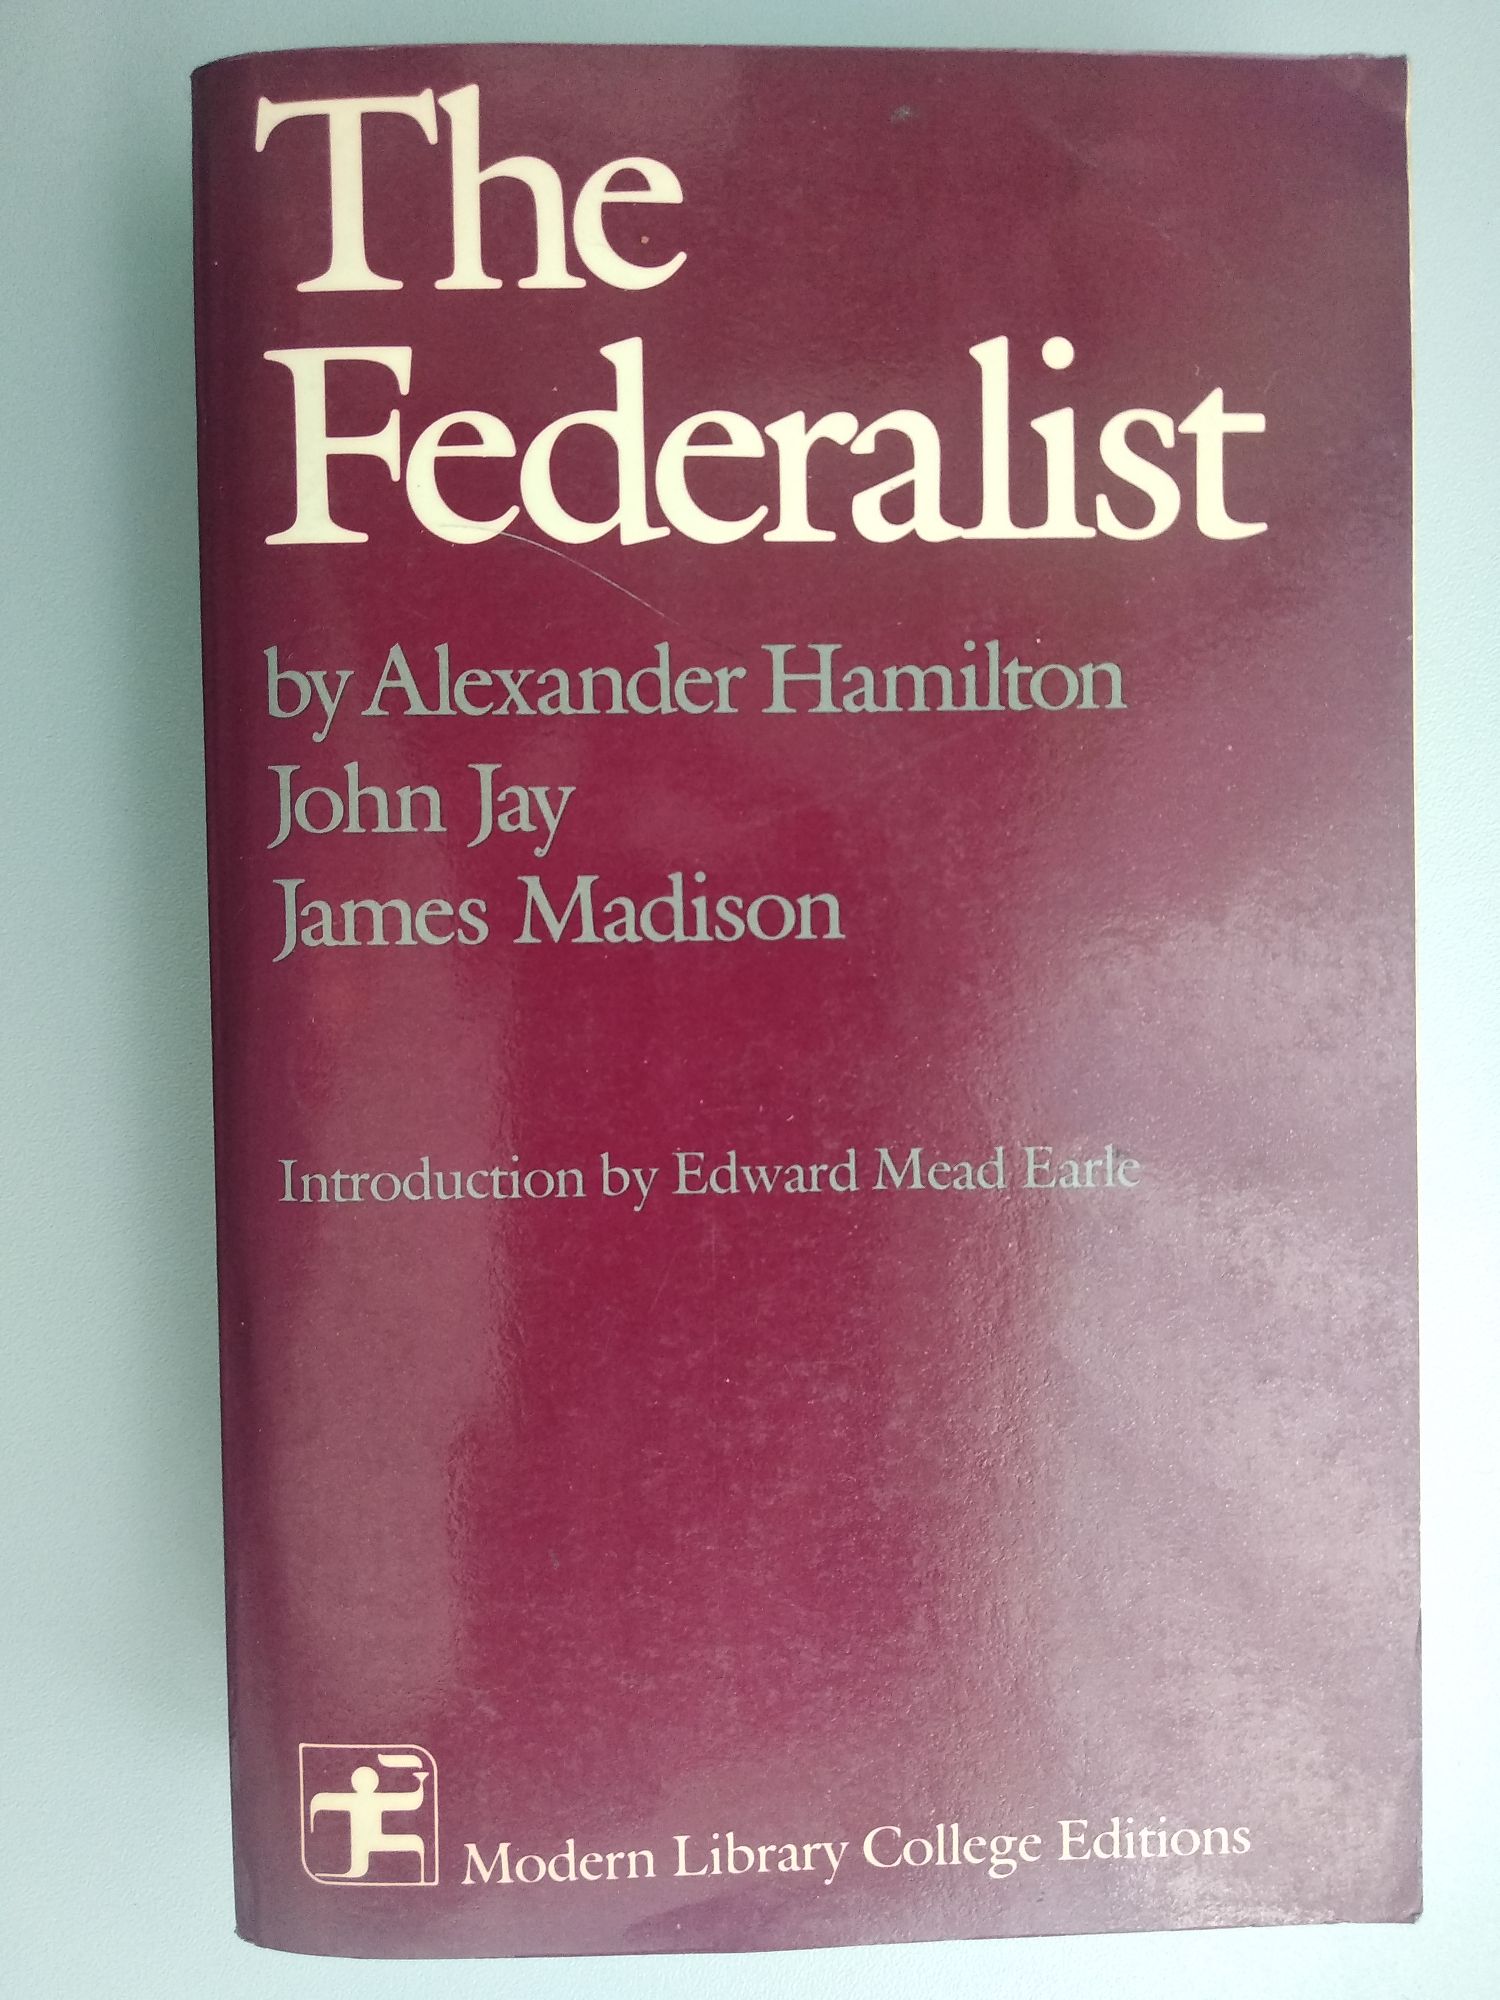 The
Federalist
by Alexander Hamilton
John Jay
James Madison
Introduction by Edward Mead Earle
Modern Library College Editions